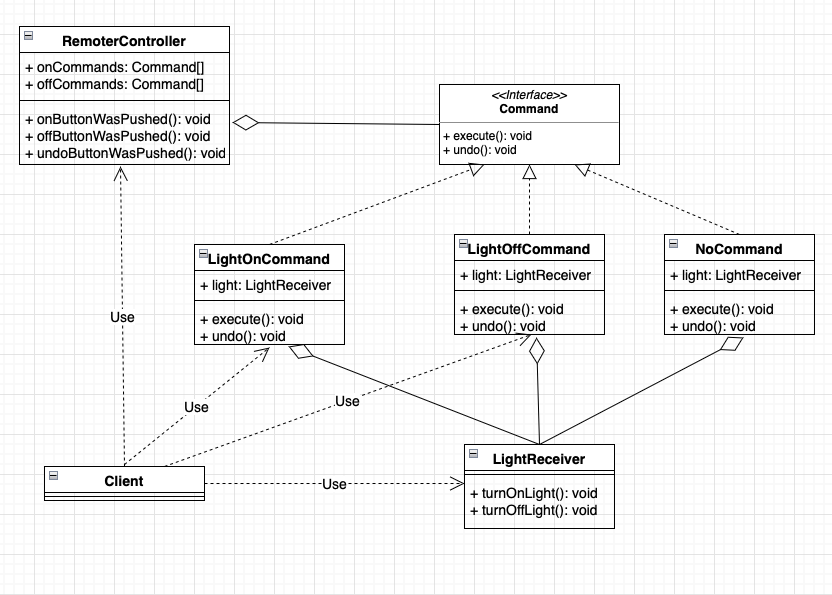 RemoterController
+ onCommands: Command[]
+ offCommands: Command[]
+ onButtonWasPushed(): void
+ offButtonWasPushed(): void
+ undoButtonWasPushed(): void
<<Interface>>
Command
+ execute(): void
+ undo(): void
LightOnCommand
+ light: LightReceiver
+ execute(): void
+ undo(): void
LightOffCommand
+ light: LightReceiver
+ execute(): void
+ undo(): void
NoCommand
+ light: LightReceiver
+ execute(): void
+ undo(): void
Use
Use
Use
Client
Use
LightReceiver
+ turnOnLight(): void
+ turnOffLight(): void